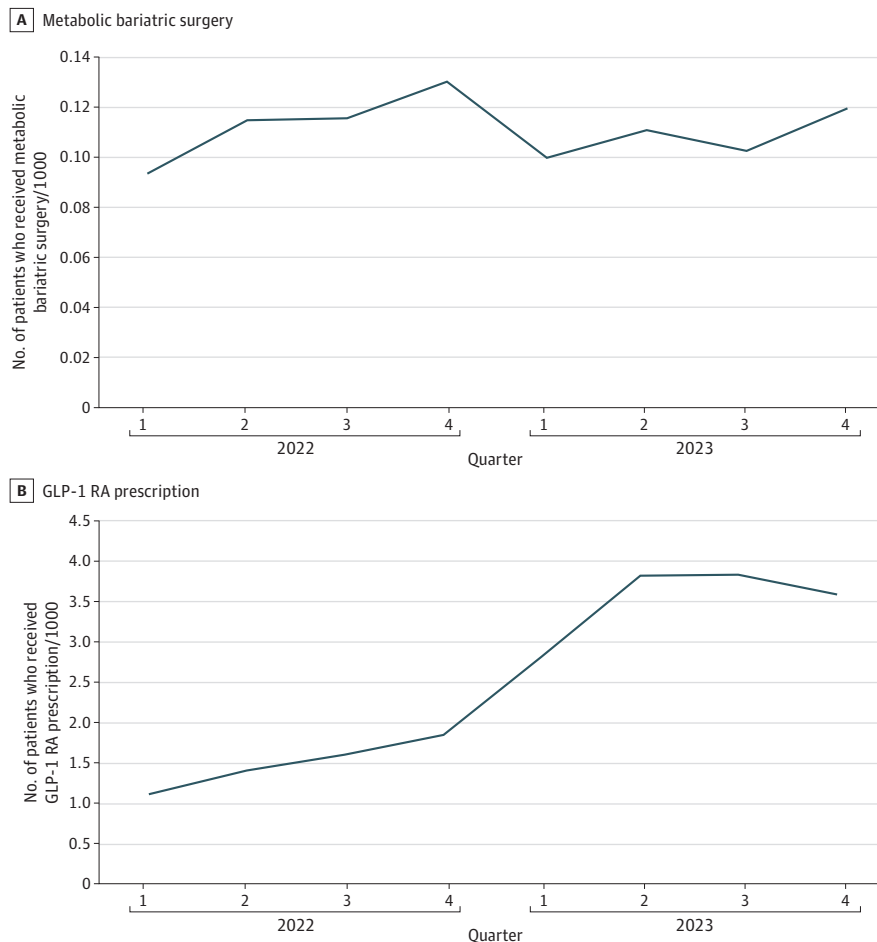 A Metabolic bariatric surgery
No. of patients who received metabolic
bariatric surgery/1000
0.14
0.12
0.10
0.08
0.06
0.04
0.02
0
1 2 3 4 1 2 3 4
2022 2023
Quarter
B GLP-1 RA prescription
No. of patients who received
GLP-1 RA prescription/1000
4.5
4.0
3.5
3.0
2.5
2.0
1.5
1.0
0.5
0
1 2 3 4 1 2 3 4
2022 2023
Quarter